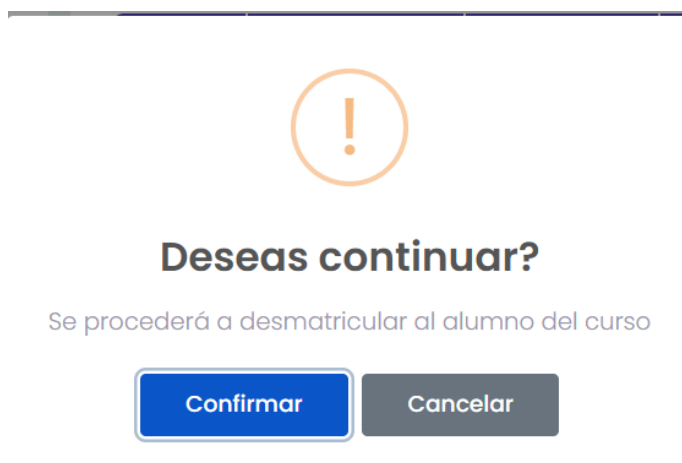 !
Deseas continuar?
Se procederá a desmatricular al alumno del curso
Confirmar
Cancelar